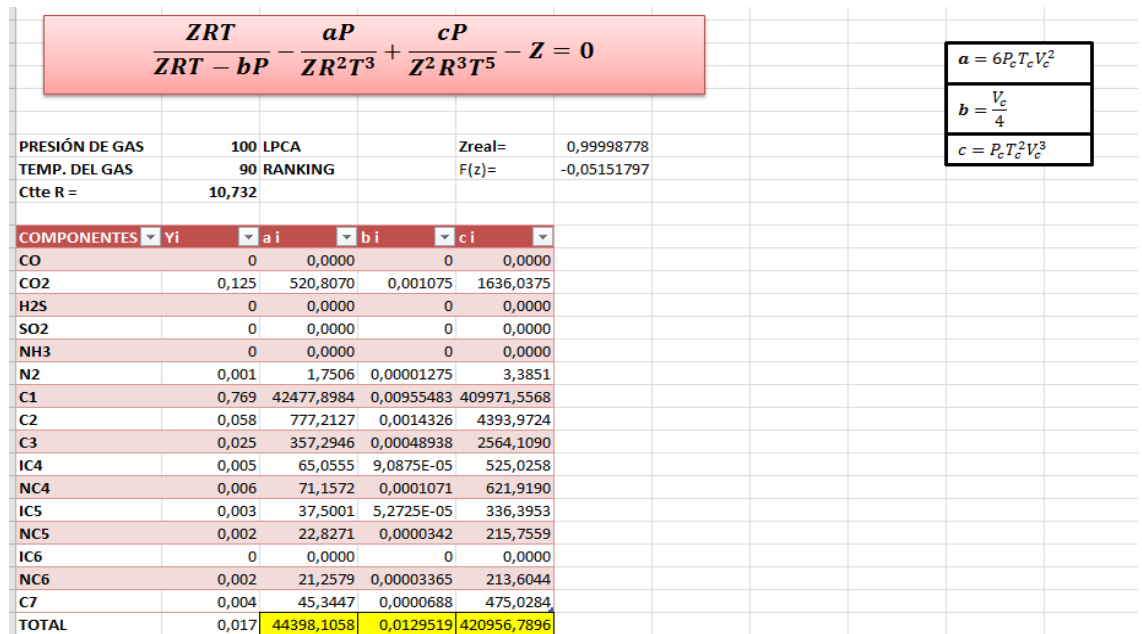 ZRT/(ZRT − bP) − aP/(ZR²T³) + cP/(Z²R³T⁵) − Z = 0
a = 6P_cT_cV_c²
b = V_c/4
c = P_cT_c²V_c³
PRESIÓN DE GAS 100 LPCA Zreal= 0,99998778
TEMP. DEL GAS 90 RANKING F(z)= -0,05151797
Ctte R = 10,732
COMPONENTES Yi a i b i c i
CO 0 0,0000 0 0,0000
CO2 0,125 520,8070 0,001075 1636,0375
H2S 0 0,0000 0 0,0000
SO2 0 0,0000 0 0,0000
NH3 0 0,0000 0 0,0000
N2 0,001 1,7506 0,00001275 3,3851
C1 0,769 42477,8984 0,00955483 409971,5568
C2 0,058 777,2127 0,0014326 4393,9724
C3 0,025 357,2946 0,00048938 2564,1090
IC4 0,005 65,0555 9,0875E-05 525,0258
NC4 0,006 71,1572 0,0001071 621,9190
IC5 0,003 37,5001 5,2725E-05 336,3953
NC5 0,002 22,8271 0,0000342 215,7559
IC6 0 0,0000 0 0,0000
NC6 0,002 21,2579 0,00003365 213,6044
C7 0,004 45,3447 0,0000688 475,0284
TOTAL 0,017 44398,1058 0,0129519 420956,7896